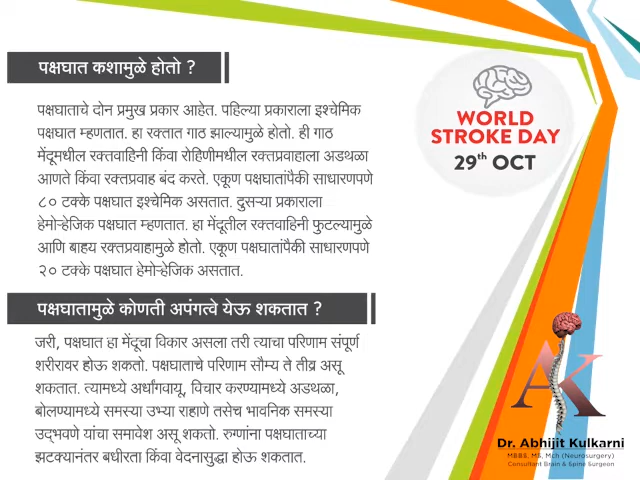 पक्षघात कशामुळे होतो ?
पक्षघाताचे दोन प्रमुख प्रकार आहेत. पहिल्या प्रकाराला इश्चेमिक
पक्षघात म्हणतात. हा रक्तात गाठ झाल्यामुळे होतो. ही गाठ
मेंदूमधील रक्तवाहिनी किंवा रोहिणीमधील रक्तप्रवाहाला अडथळा
आणते किंवा रक्तप्रवाह बंद करते. एकूण पक्षघातांपैकी साधारणपणे
८० टक्के पक्षघात इश्चेमिक असतात. दुसऱ्या प्रकाराला
हेमोऱ्हेजिक पक्षघात म्हणतात. हा मेंदूतील रक्तवाहिनी फुटल्यामुळे
आणि बाहय रक्तप्रवाहामुळे होतो. एकूण पक्षघातांपैकी साधारणपणे
२० टक्के पक्षघात हेमोऱ्हेजिक असतात.
पक्षघातामुळे कोणती अपंगत्वे येऊ शकतात ?
जरी, पक्षघात हा मेंदूचा विकार असला तरी त्याचा परिणाम संपूर्ण
शरीरावर होऊ शकतो. पक्षघाताचे परिणाम सौम्य ते तीव्र असू
शकतात. त्यामध्ये अर्धांगवायू, विचार करण्यामध्ये अडथळा,
बोलण्यामध्ये समस्या उभ्या राहाणे तसेच भावनिक समस्या
उद्‌भवणे यांचा समावेश असू शकतो. रुग्णांना पक्षघाताच्या
झटक्यानंतर बधीरता किंवा वेदनासुद्धा होऊ शकतात.
WORLD
STROKE DAY
29th OCT
AK
Dr. Abhijit Kulkarni
MBBS, MS, Mch (Neurosurgery)
Consultant Brain & Spine Surgeon